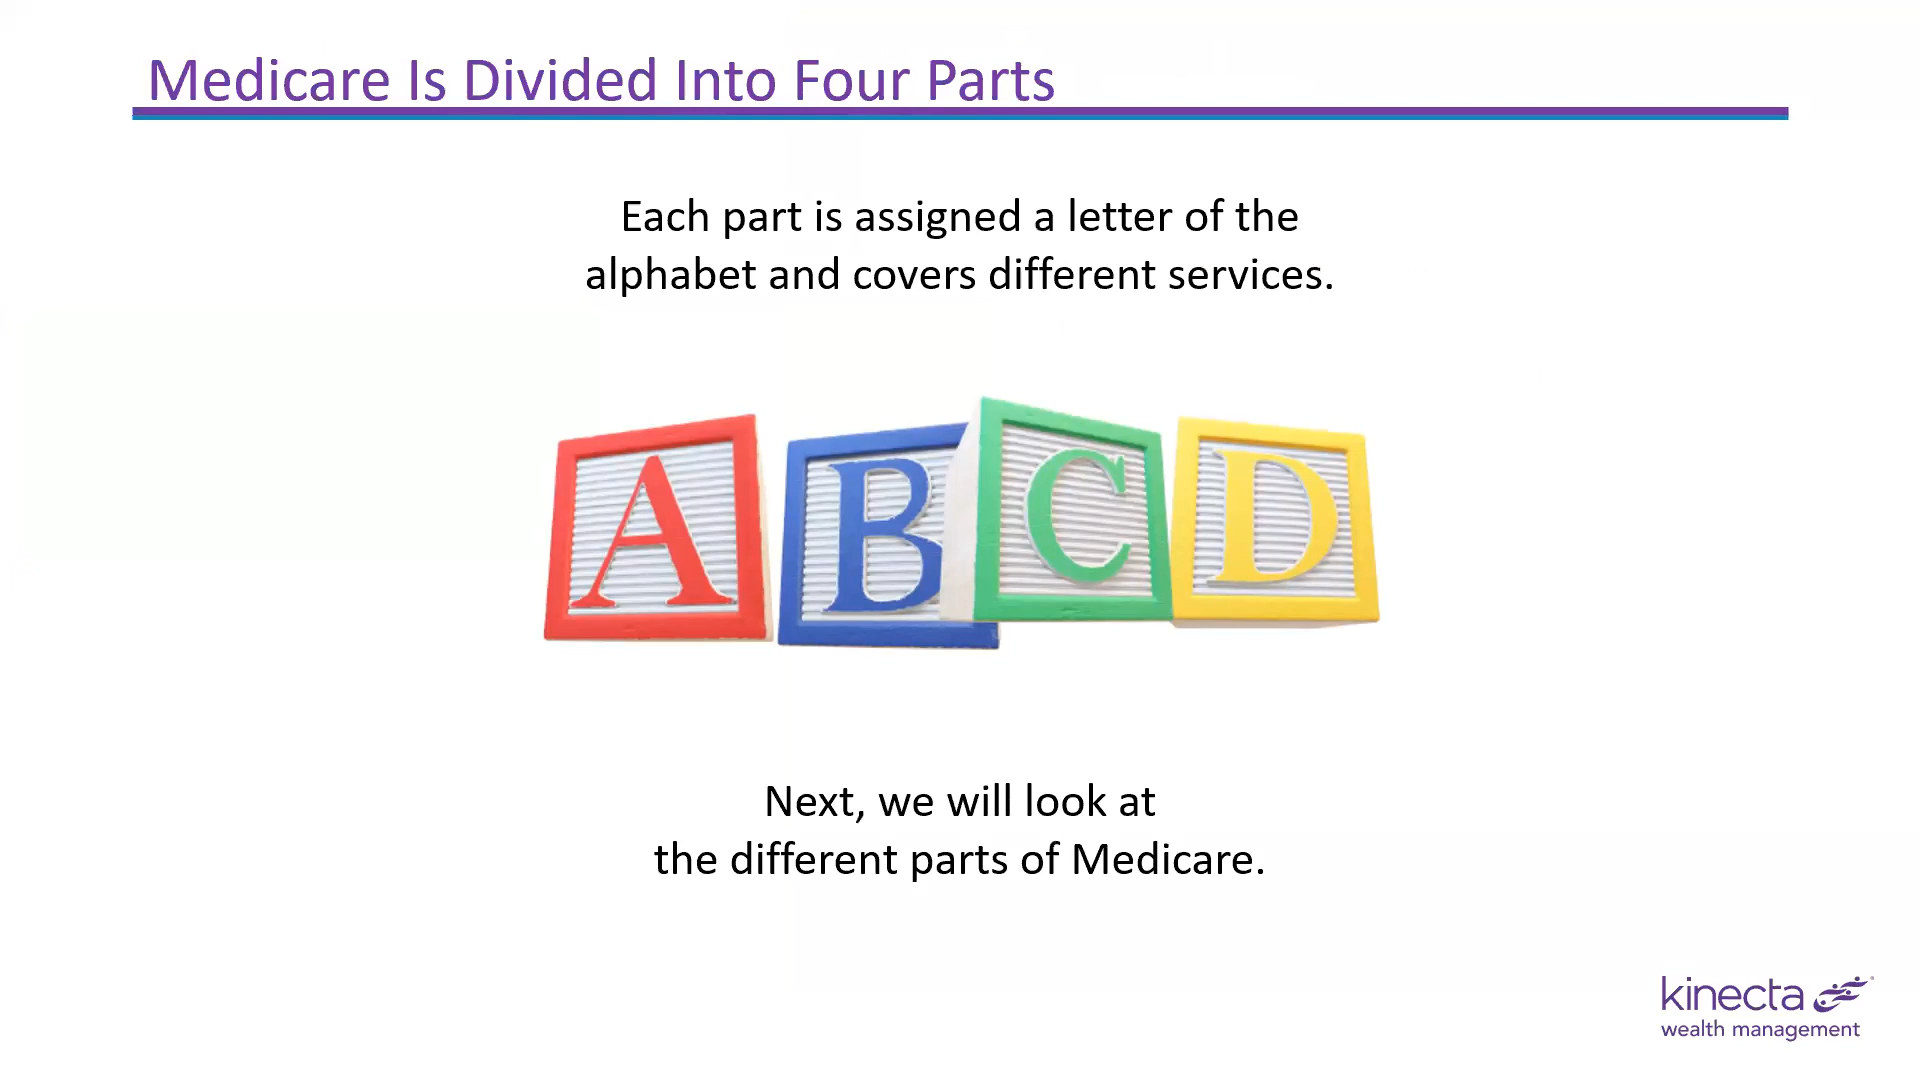 Medicare Is Divided Into Four Parts
Each part is assigned a letter of the
alphabet and covers different services.
A B C D
Next, we will look at
the different parts of Medicare.
kinecta
wealth management